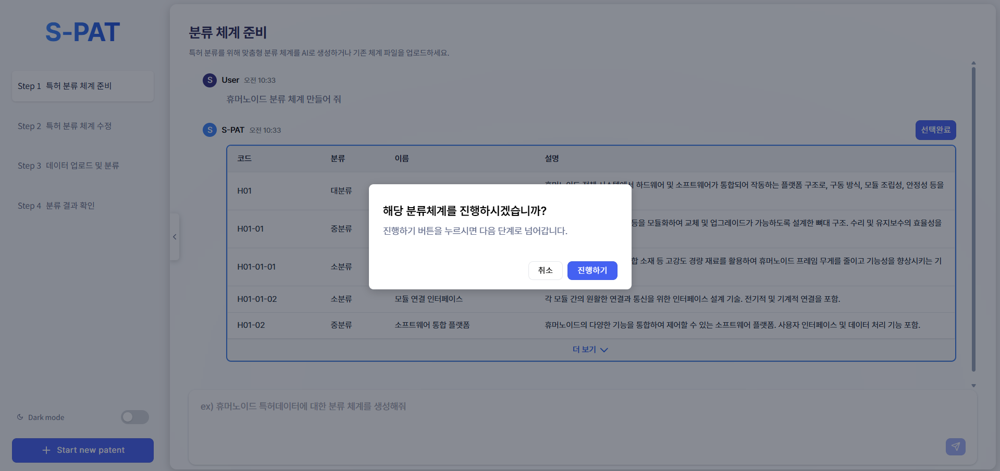 S-PAT
Step 1 특허 분류 체계 준비
Step 2 특허 분류 체계 수정
Step 3 데이터 업로드 및 분류
Step 4 분류 결과 확인
Dark mode
Start new patent
분류 체계 준비
특허 분류를 위해 맞춤형 분류 체계를 AI로 생성하거나 기존 체계 파일을 업로드하세요.
S User 오전 10:33
휴머노이드 분류 체계 만들어 줘
S S-PAT 오전 10:33
선택완료
코드 분류 이름 설명
H01 대분류 하드웨어 및 소프트웨어가 통합되어 작동하는 플랫폼 구조로, 구동 방식, 모듈 조립성, 안정성 등을
H01-01 중분류 등을 모듈화하여 교체 및 업그레이드가 가능하도록 설계한 뼈대 구조. 수리 및 유지보수의 효율성을
H01-01-01 소분류 합 소재 등 고강도 경량 재료를 활용하여 휴머노이드 프레임 무게를 줄이고 기능성을 향상시키는 기
H01-01-02 소분류 모듈 연결 인터페이스 각 모듈 간의 원활한 연결과 통신을 위한 인터페이스 설계 기술. 전기적 및 기계적 연결을 포함.
H01-02 중분류 소프트웨어 통합 플랫폼 휴머노이드의 다양한 기능을 통합하여 제어할 수 있는 소프트웨어 플랫폼. 사용자 인터페이스 및 데이터 처리 기능 포함.
더 보기
해당 분류체계를 진행하시겠습니까?
진행하기 버튼을 누르시면 다음 단계로 넘어갑니다.
취소 진행하기
ex) 휴머노이드 특허데이터에 대한 분류 체계를 생성해줘